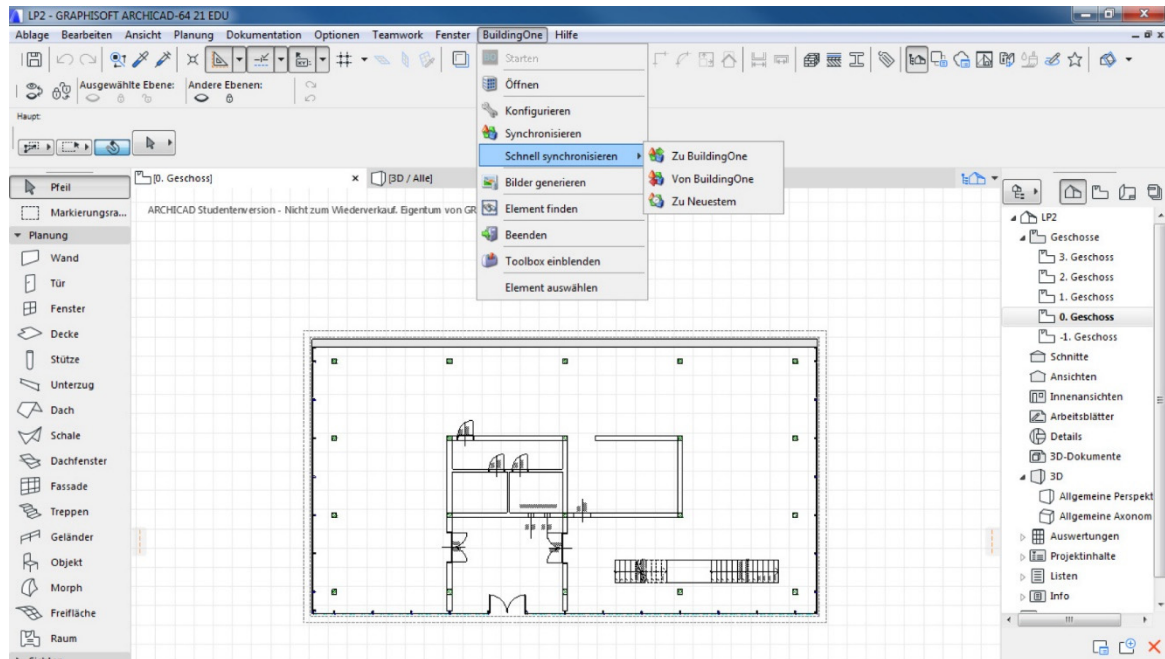 LP2 - GRAPHISOFT ARCHICAD-64 21 EDU
Ablage Bearbeiten Ansicht Planung Dokumentation Optionen Teamwork Fenster BuildingOne Hilfe
Ausgewählte Ebene: Andere Ebenen:
Haupt:
Starten
Öffnen
Konfigurieren
Synchronisieren
Schnell synchronisieren
Bilder generieren
Element finden
Beenden
Toolbox einblenden
Element auswählen
Zu BuildingOne
Von BuildingOne
Zu Neuestem
[0. Geschoss]
[3D / Alle]
ARCHICAD Studentenversion - Nicht zum Wiederverkauf. Eigentum von GR
Pfeil
Markierungsra...
Planung
Wand
Tür
Fenster
Decke
Stütze
Unterzug
Dach
Schale
Dachfenster
Fassade
Treppen
Geländer
Objekt
Morph
Freifläche
Raum
LP2
Geschosse
3. Geschoss
2. Geschoss
1. Geschoss
0. Geschoss
-1. Geschoss
Schnitte
Ansichten
Innenansichten
Arbeitsblätter
Details
3D-Dokumente
3D
Allgemeine Perspekt
Allgemeine Axonom
Auswertungen
Projektinhalte
Listen
Info